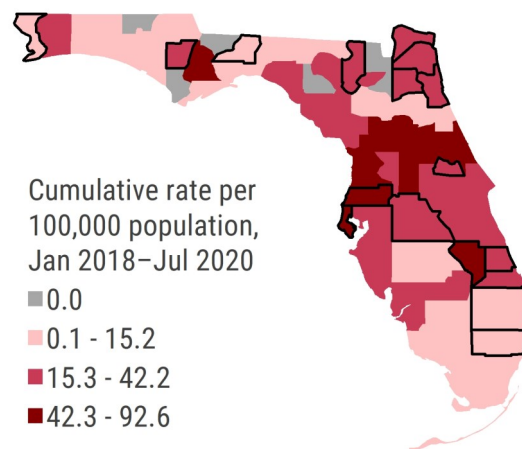 Cumulative rate per
100,000 population,
Jan 2018–Jul 2020
0.0
0.1 - 15.2
15.3 - 42.2
42.3 - 92.6